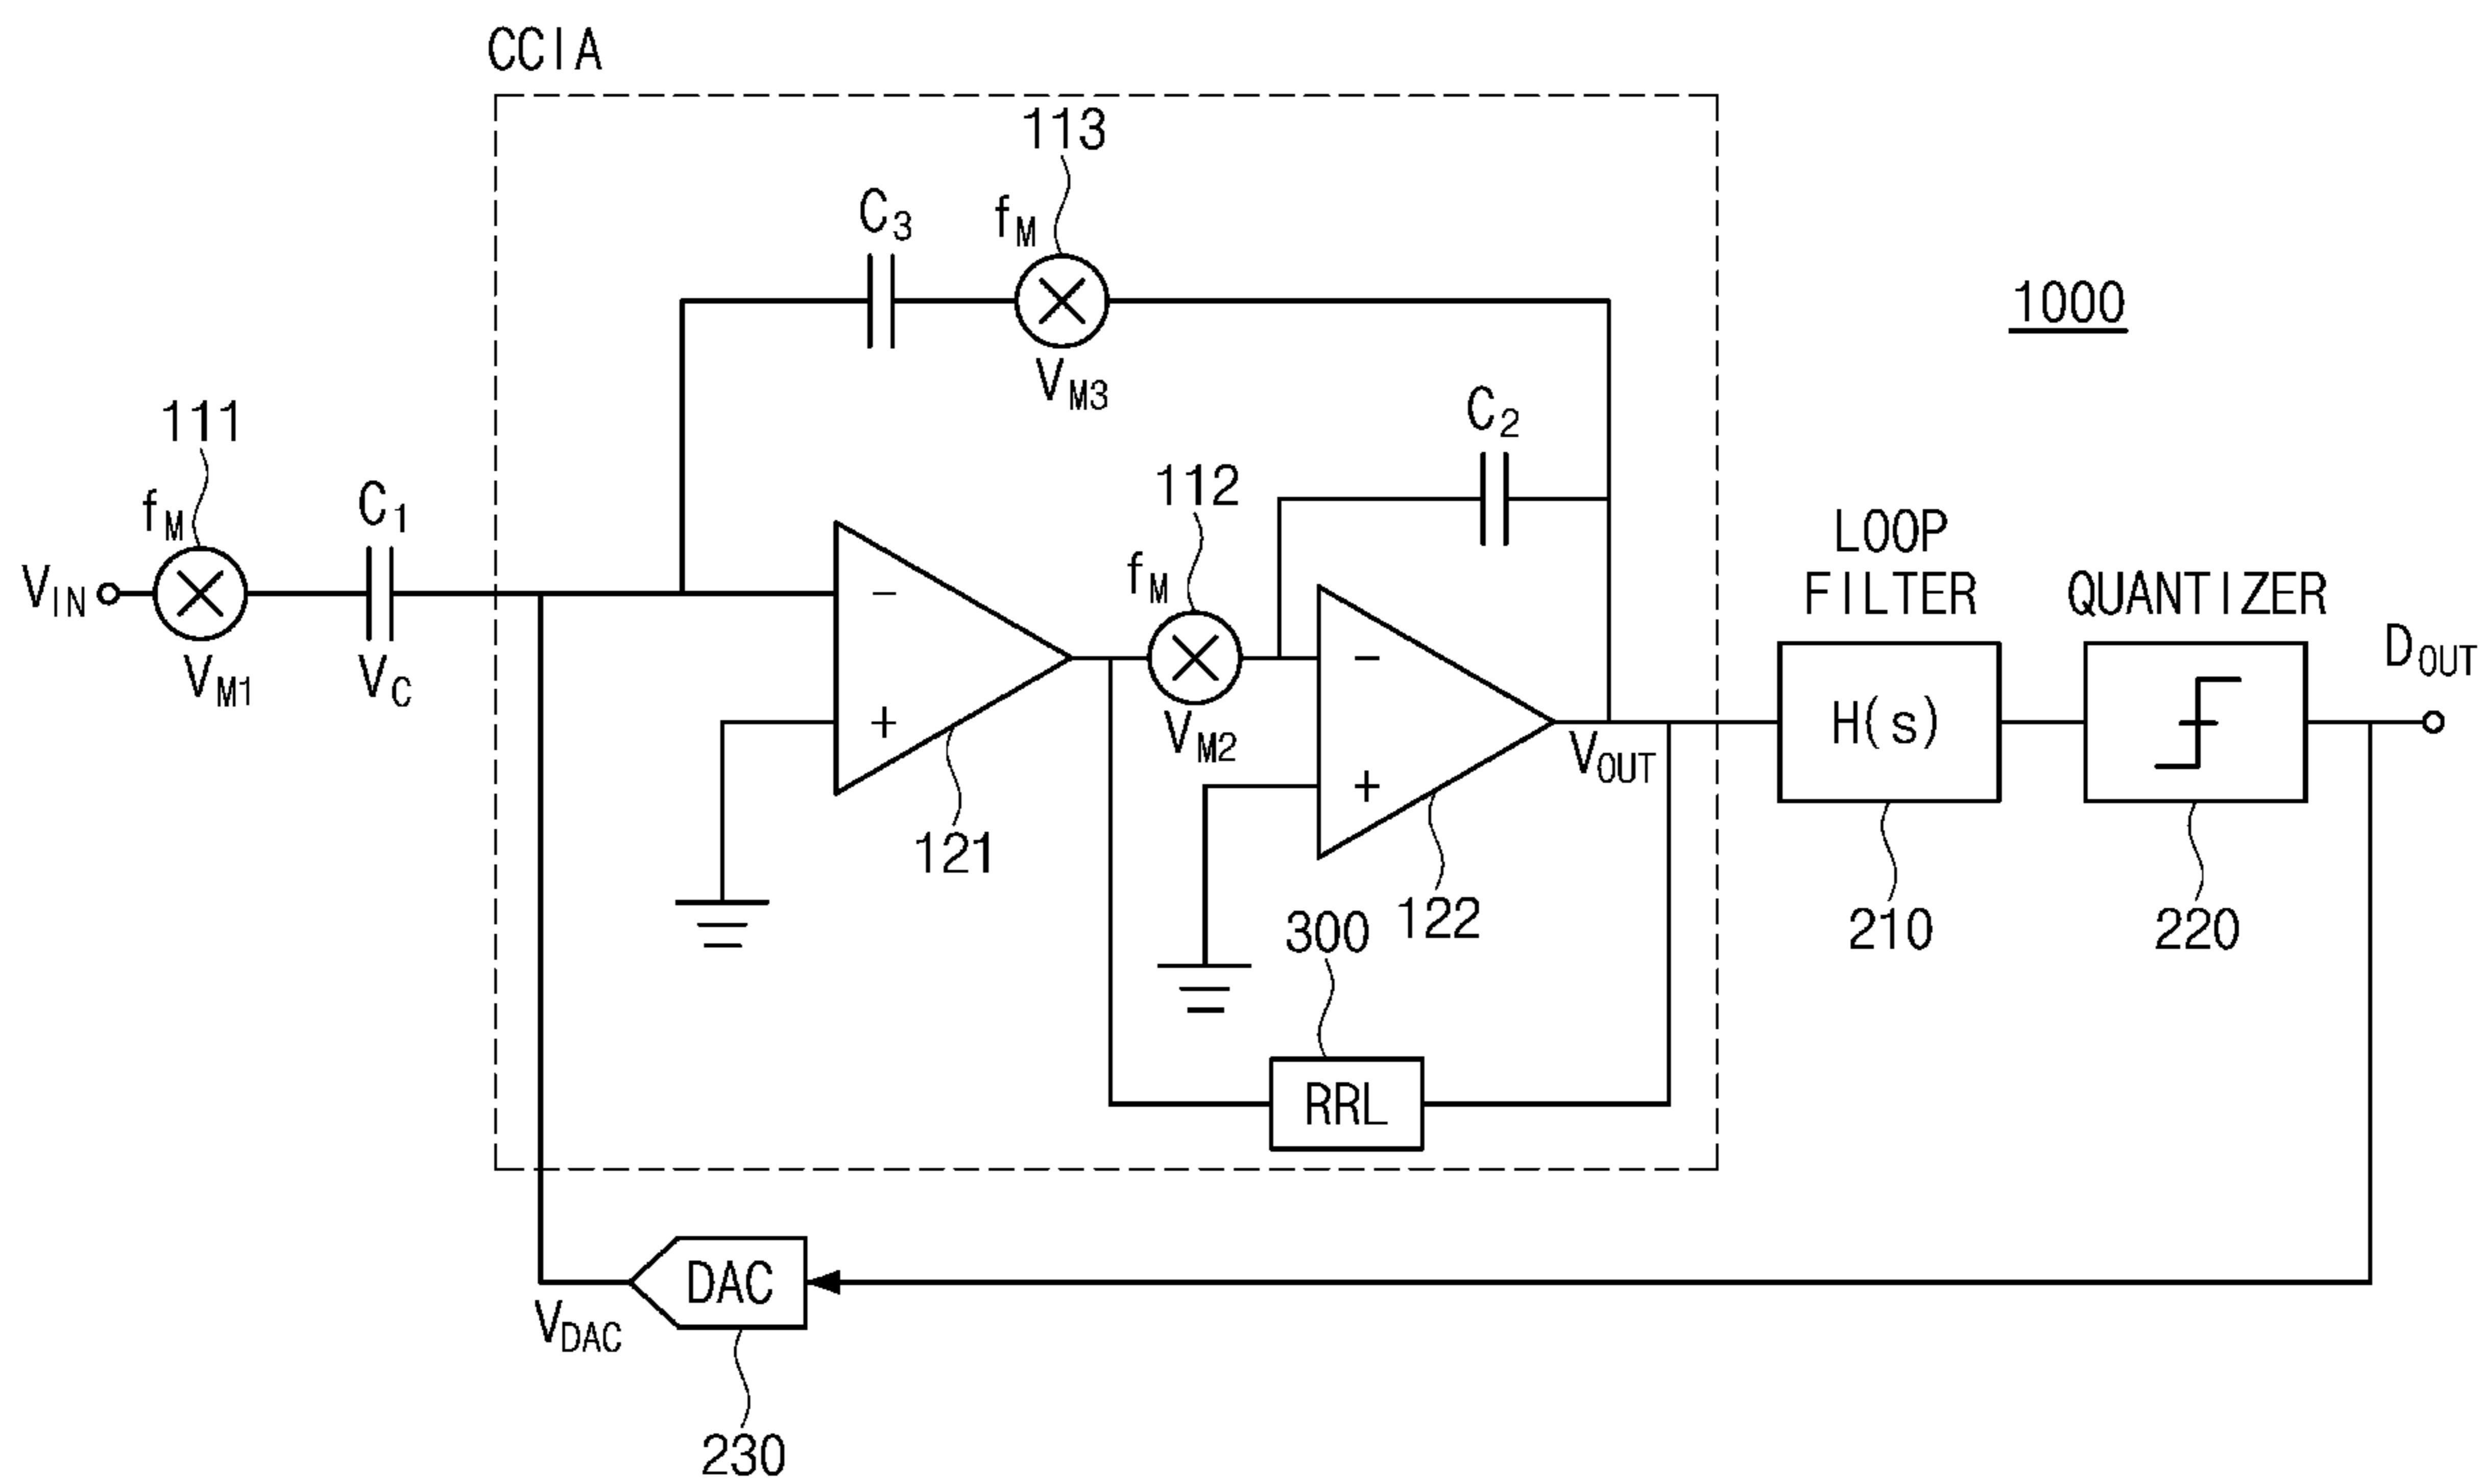 CCIA
113
C3
fM
VM3
1000
111
fM
C1
VIN
VM1
VC
C2
112
fM
VM2
-
+
121
-
+
122
VOUT
LOOP
FILTER
H(s)
210
QUANTIZER
220
DOUT
300
RRL
DAC
VDAC
230